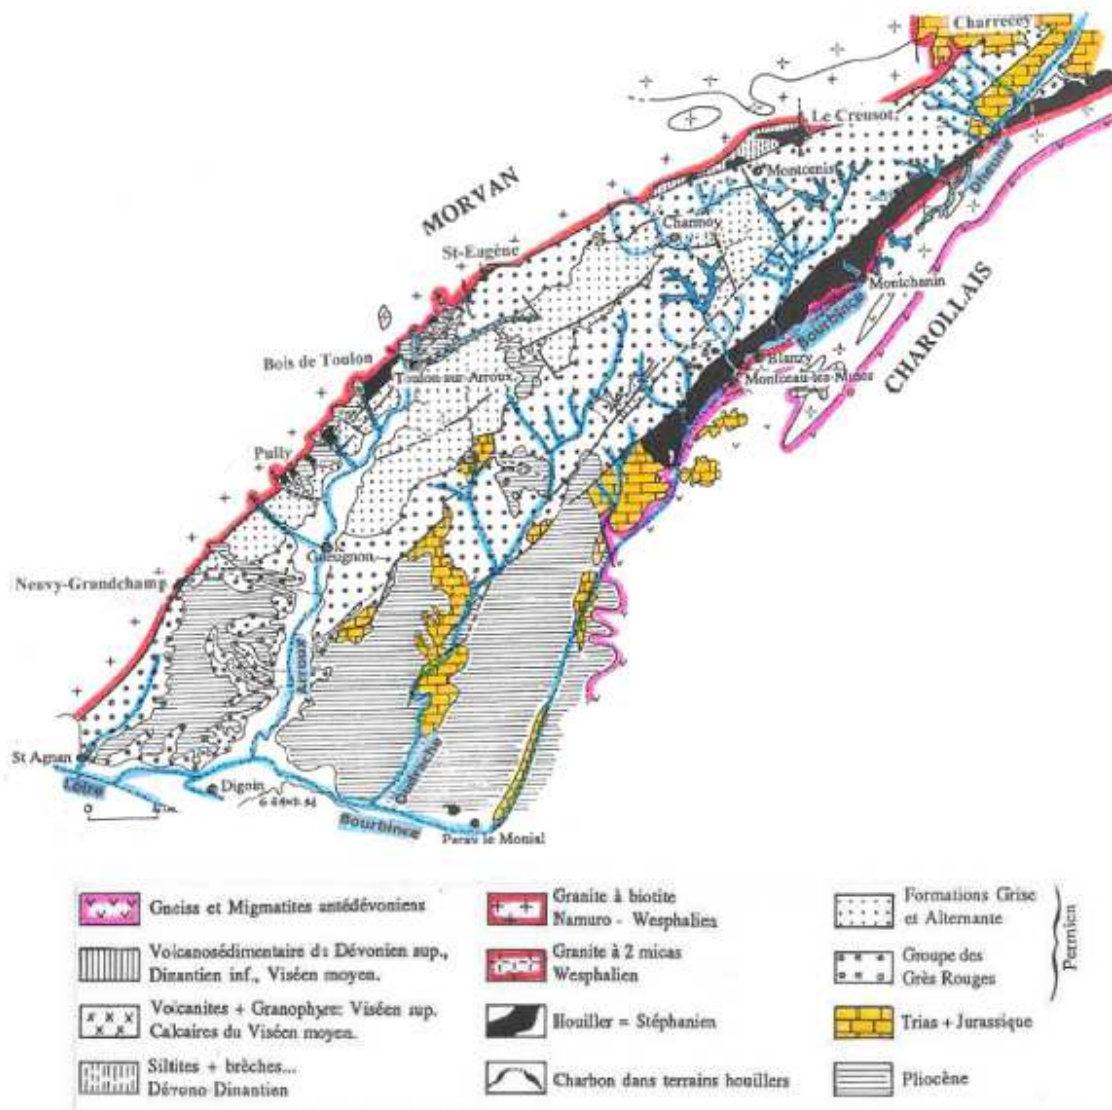 Charrecey
Le Creusot
Montcenis
MORVAN
Dheune
Charmoy
St-Eugène
Montchanin
CHAROLLAIS
Bourbince
Bois de Toulon
Blanzy
Toulon-sur-Arroux
Montceau-les-Mines
Pully
Gueugnon
Neuvy-Grandchamp
Arroux
St Agnan
Loire
Digoin
Oudrache
0
Bourbince
Paray le Monial
Gneiss et Migmatites antédévoniens
Volcanosédimentaire du Dévonien sup.,
Dinantien inf., Viséen moyen.
Volcanites + Granophyre: Viséen sup.
Calcaires du Viséen moyen.
Siltites + brèches...
Dévono Dinantien
Granite à biotite
Namuro - Wesphalien
Granite à 2 micas
Wesphalien
Houiller = Stéphanien
Charbon dans terrains houillers
Formations Grise
et Alternante
Groupe des
Grès Rouges
Permien
Trias + Jurassique
Pliocène